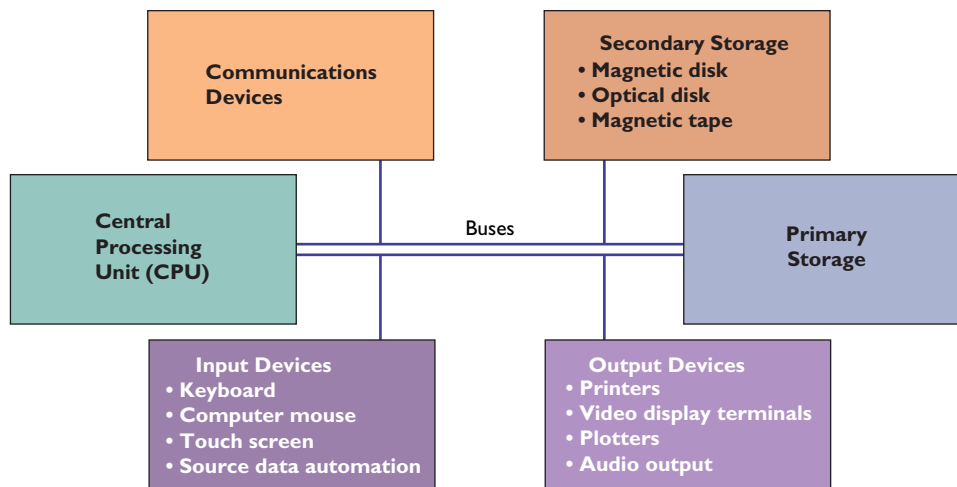 Communications
Devices
Secondary Storage
• Magnetic disk
• Optical disk
• Magnetic tape
Central
Processing
Unit (CPU)
Buses
Primary
Storage
Input Devices
• Keyboard
• Computer mouse
• Touch screen
• Source data automation
Output Devices
• Printers
• Video display terminals
• Plotters
• Audio output